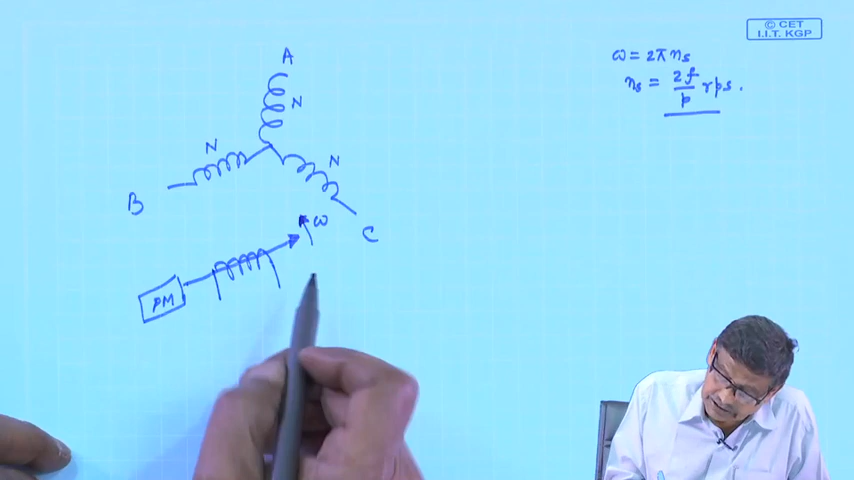 © CET
I.I.T. KGP
ω = 2π nₛ
nₛ = 2f/p rps.
A
N
N
N
B
C
ω
PM